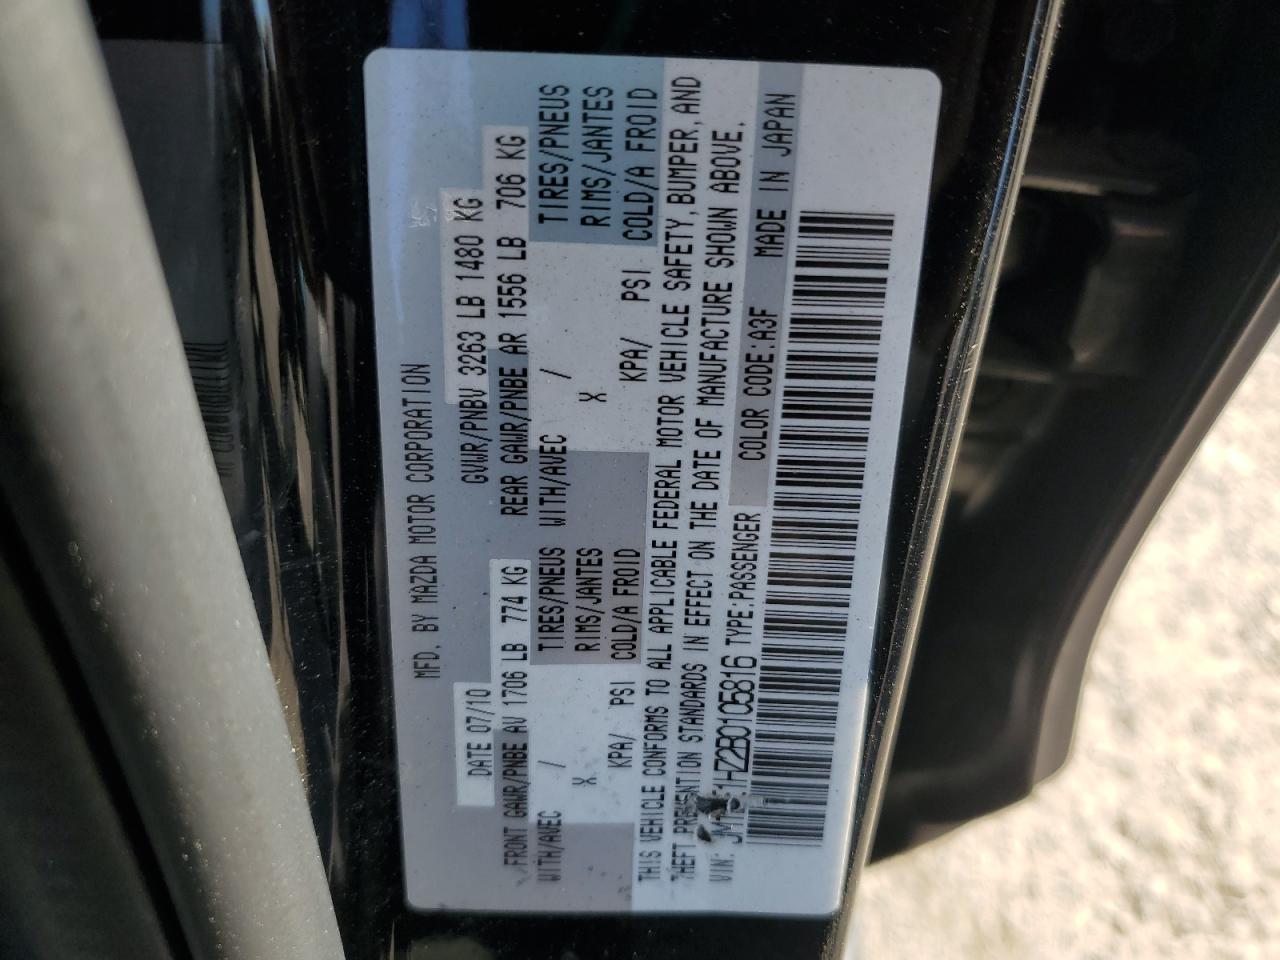 MFD. BY MAZDA MOTOR CORPORATION
DATE 07/10
GVWR/PNBV 3263 LB 1480 KG
FRONT GAWR/PNBE AV 1706 LB 774 KG
REAR GAWR/PNBE AR 1556 LB 706 KG
WITH/AVEC TIRES/PNEUS WITH/AVEC TIRES/PNEUS
/ /
X RIMS/JANTES X RIMS/JANTES
KPA/ PSI COLD/A FROID KPA/ PSI COLD/A FROID
THIS VEHICLE CONFORMS TO ALL APPLICABLE FEDERAL MOTOR VEHICLE SAFETY, BUMPER, AND
THEFT PREVENTION STANDARDS IN EFFECT ON THE DATE OF MANUFACTURE SHOWN ABOVE.
VIN: TYPE:PASSENGER COLOR CODE:A3F MADE IN JAPAN